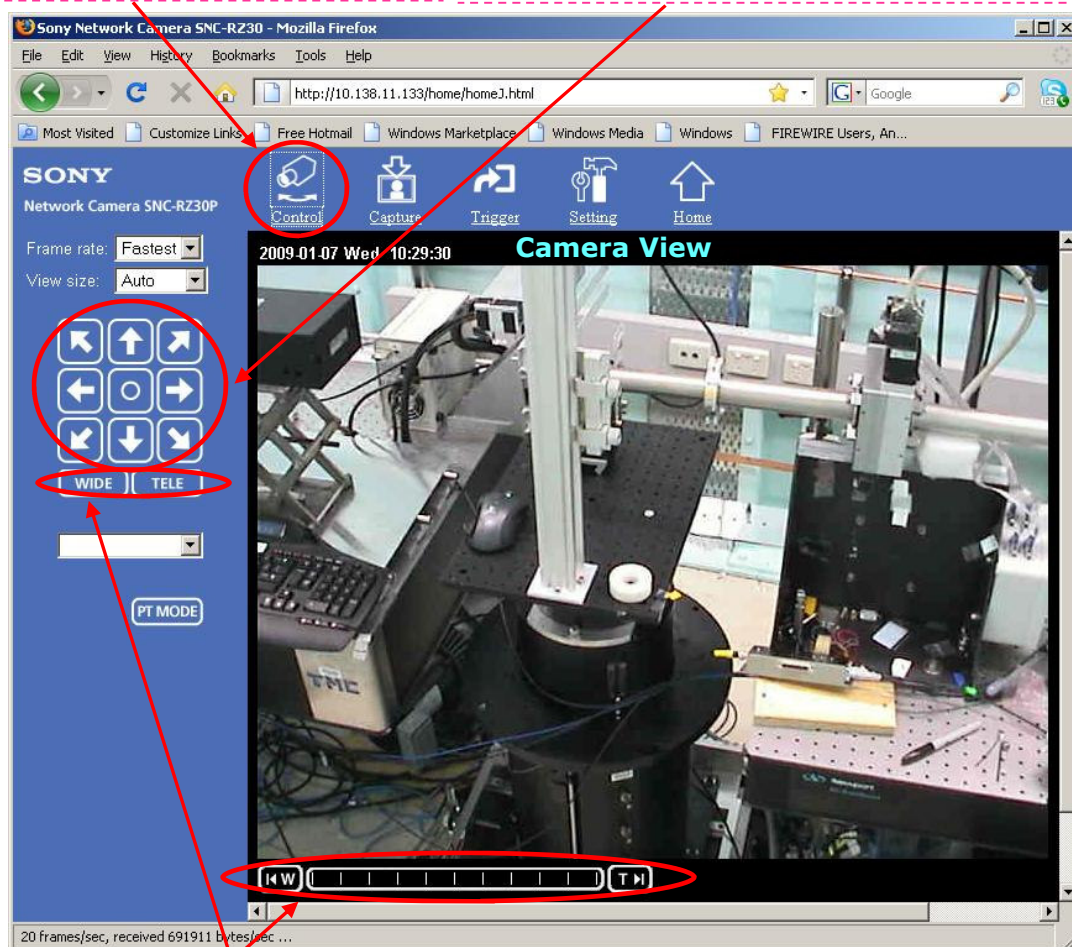 Sony Network Camera SNC-RZ30 - Mozilla Firefox
File Edit View History Bookmarks Tools Help
http://10.138.11.133/home/homeJ.html
G Google
Most Visited Customize Links Free Hotmail Windows Marketplace Windows Media Windows FIREWIRE Users, An...
SONY
Network Camera SNC-RZ30P
Control Capture Trigger Setting Home
Frame rate: Fastest
View size: Auto
2009-01-07 Wed 10:29:30
Camera View
WIDE TELE
PT MODE
TMC
Newport
W T
20 frames/sec, received 691911 bytes/sec ...